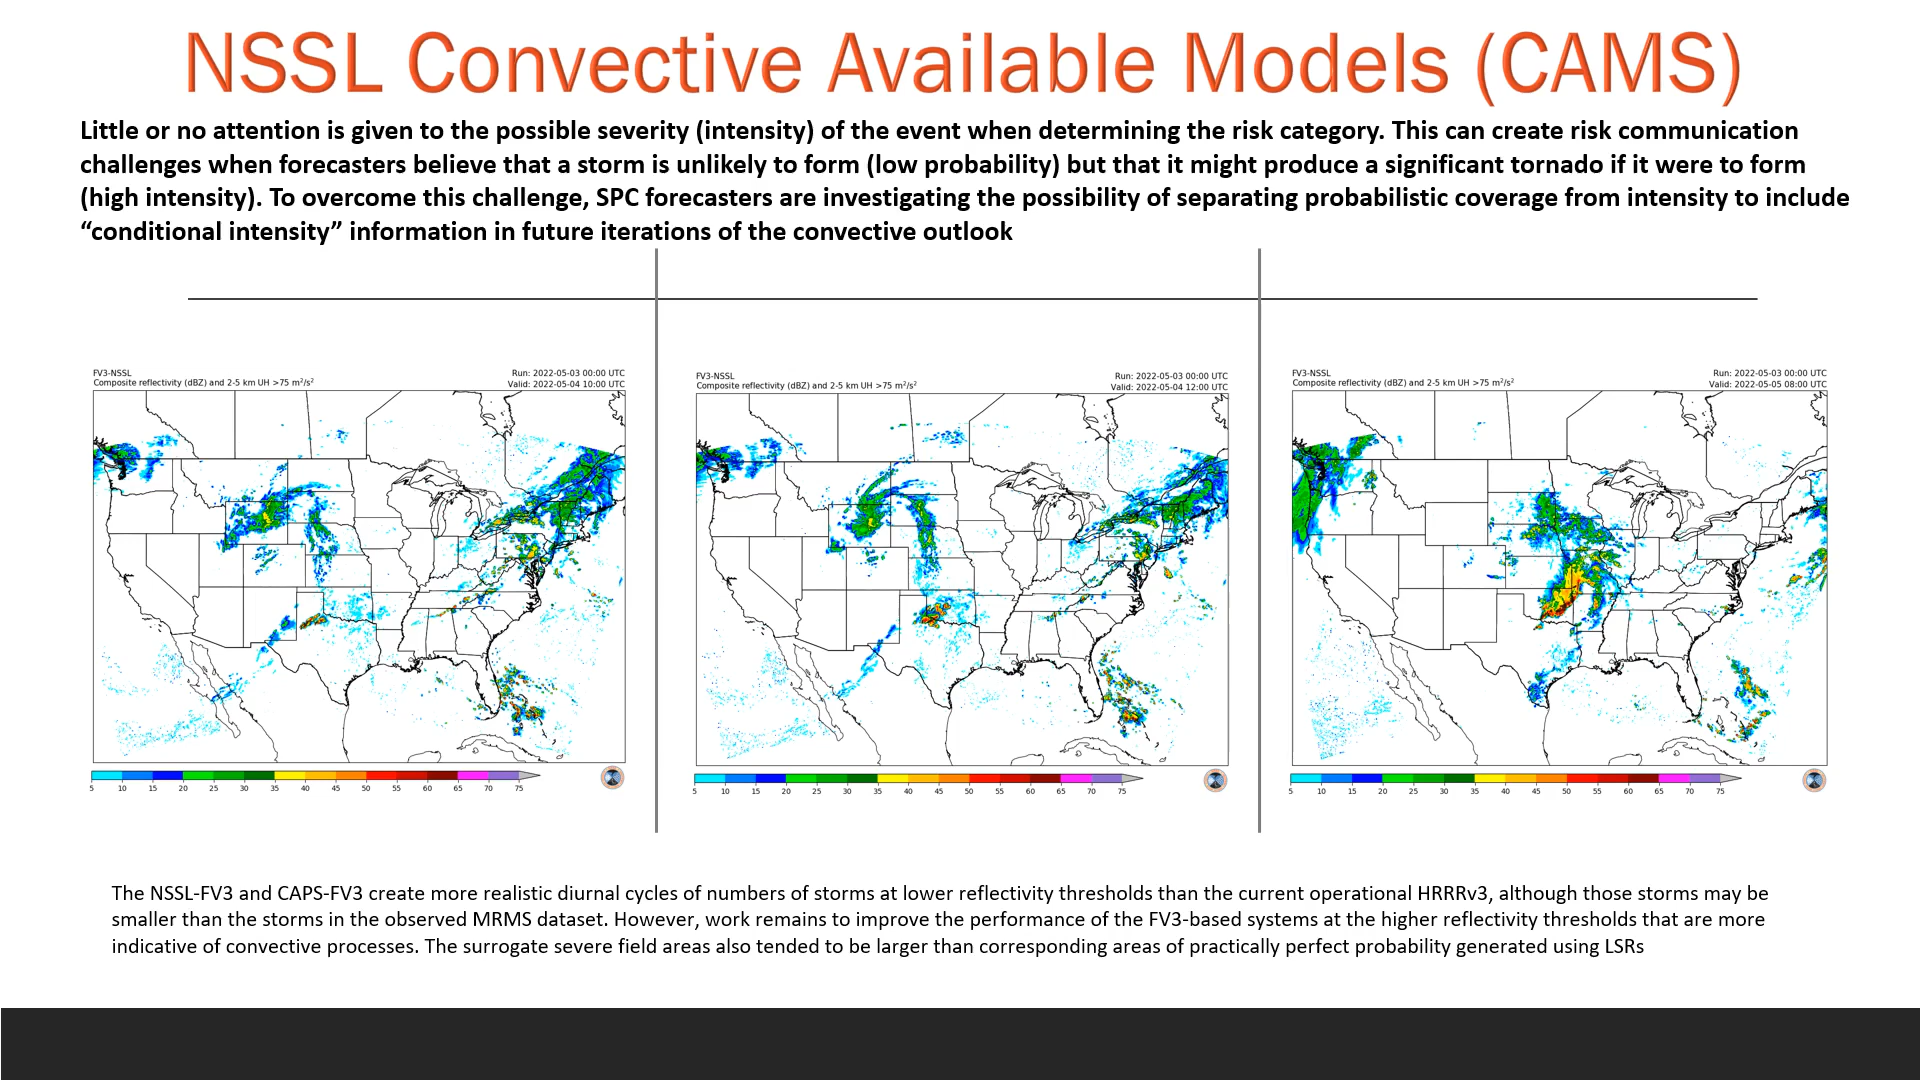 NSSL Convective Available Models (CAMS)
Little or no attention is given to the possible severity (intensity) of the event when determining the risk category. This can create risk communication
challenges when forecasters believe that a storm is unlikely to form (low probability) but that it might produce a significant tornado if it were to form
(high intensity). To overcome this challenge, SPC forecasters are investigating the possibility of separating probabilistic coverage from intensity to include
“conditional intensity” information in future iterations of the convective outlook
FV3-NSSL
Composite reflectivity (dBZ) and 2-5 km UH >75 m²/s²
Run: 2022-05-03 00:00 UTC
Valid: 2022-05-04 10:00 UTC
5 10 15 20 25 30 35 40 45 50 55 60 65 70 75
FV3-NSSL
Composite reflectivity (dBZ) and 2-5 km UH >75 m²/s²
Run: 2022-05-03 00:00 UTC
Valid: 2022-05-04 12:00 UTC
5 10 15 20 25 30 35 40 45 50 55 60 65 70 75
FV3-NSSL
Composite reflectivity (dBZ) and 2-5 km UH >75 m²/s²
Run: 2022-05-03 00:00 UTC
Valid: 2022-05-05 08:00 UTC
5 10 15 20 25 30 35 40 45 50 55 60 65 70 75
The NSSL-FV3 and CAPS-FV3 create more realistic diurnal cycles of numbers of storms at lower reflectivity thresholds than the current operational HRRRv3, although those storms may be
smaller than the storms in the observed MRMS dataset. However, work remains to improve the performance of the FV3-based systems at the higher reflectivity thresholds that are more
indicative of convective processes. The surrogate severe field areas also tended to be larger than corresponding areas of practically perfect probability generated using LSRs